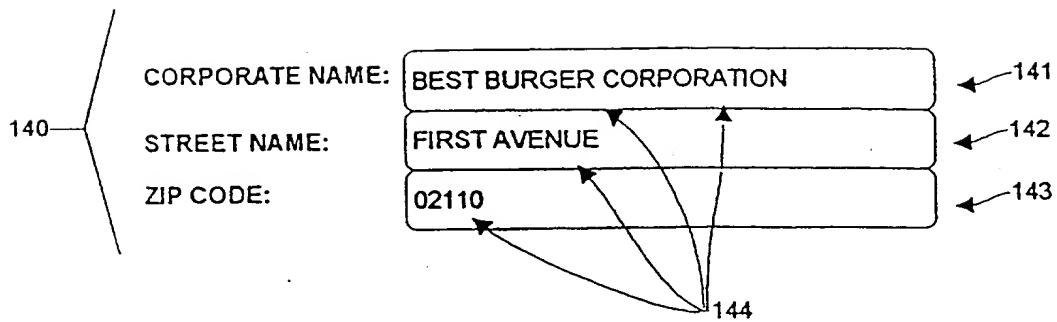 CORPORATE NAME: BEST BURGER CORPORATION 141
140 STREET NAME: FIRST AVENUE 142
ZIP CODE: 02110 143
144